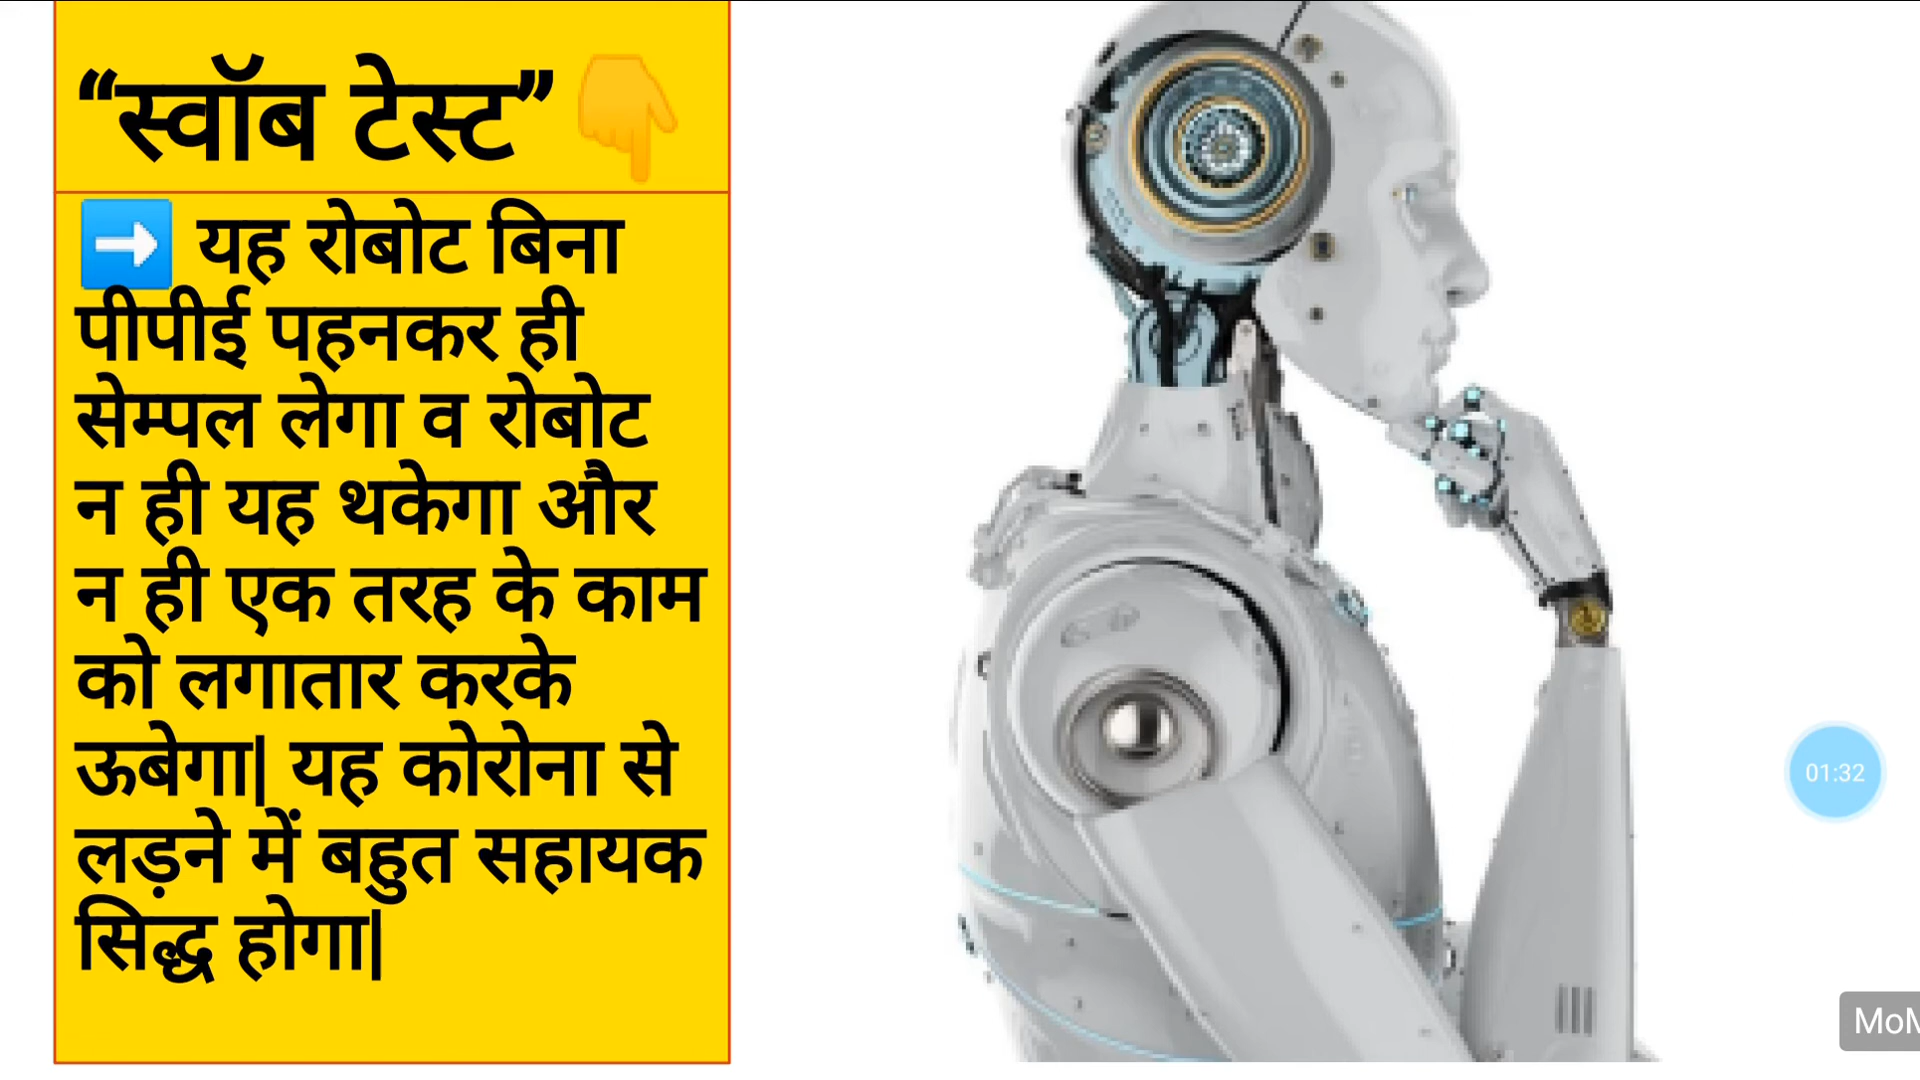 “स्वॉब टेस्ट”👇
➡ यह रोबोट बिना
पीपीई पहनकर ही
सेम्पल लेगा व रोबोट
न ही यह थकेगा और
न ही एक तरह के काम
को लगातार करके
ऊबेगा| यह कोरोना से
लड़ने में बहुत सहायक
सिद्ध होगा|
01:32